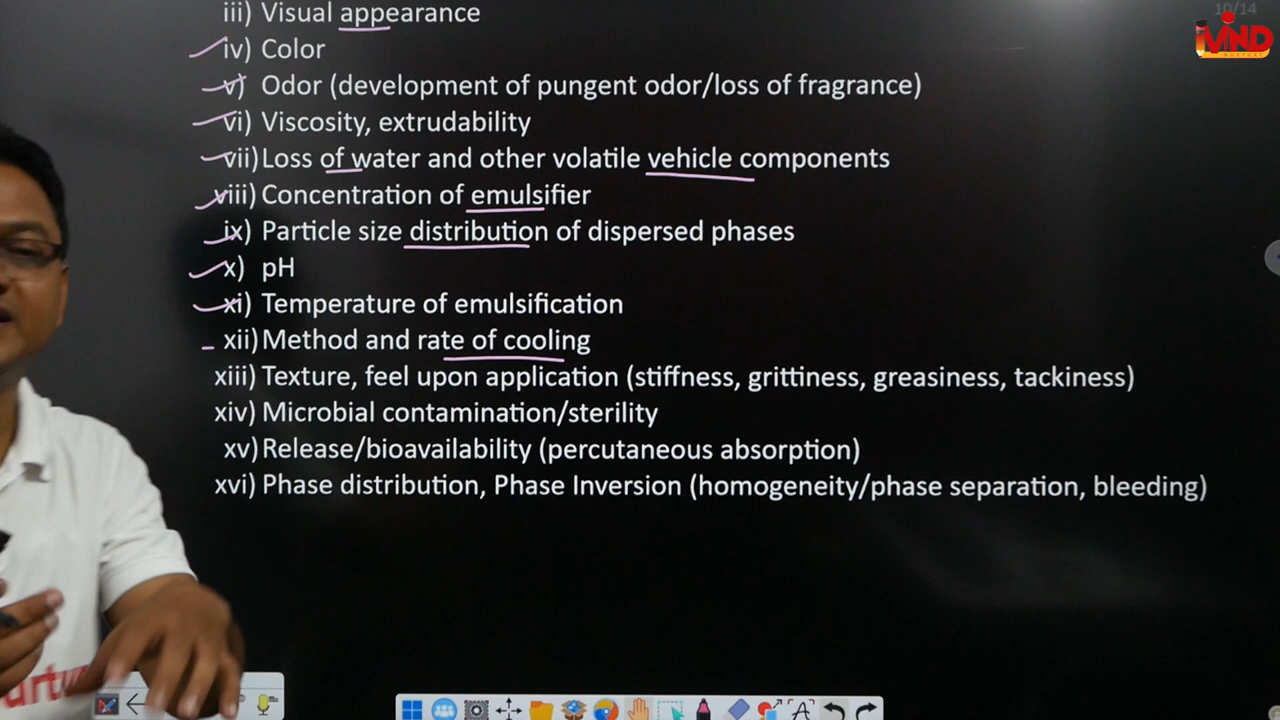 10/14
iii) Visual appearance
MIND
NURTURE
iv) Color
v) Odor (development of pungent odor/loss of fragrance)
vi) Viscosity, extrudability
vii) Loss of water and other volatile vehicle components
viii) Concentration of emulsifier
ix) Particle size distribution of dispersed phases
x) pH
xi) Temperature of emulsification
xii) Method and rate of cooling
xiii) Texture, feel upon application (stiffness, grittiness, greasiness, tackiness)
xiv) Microbial contamination/sterility
xv) Release/bioavailability (percutaneous absorption)
xvi) Phase distribution, Phase Inversion (homogeneity/phase separation, bleeding)